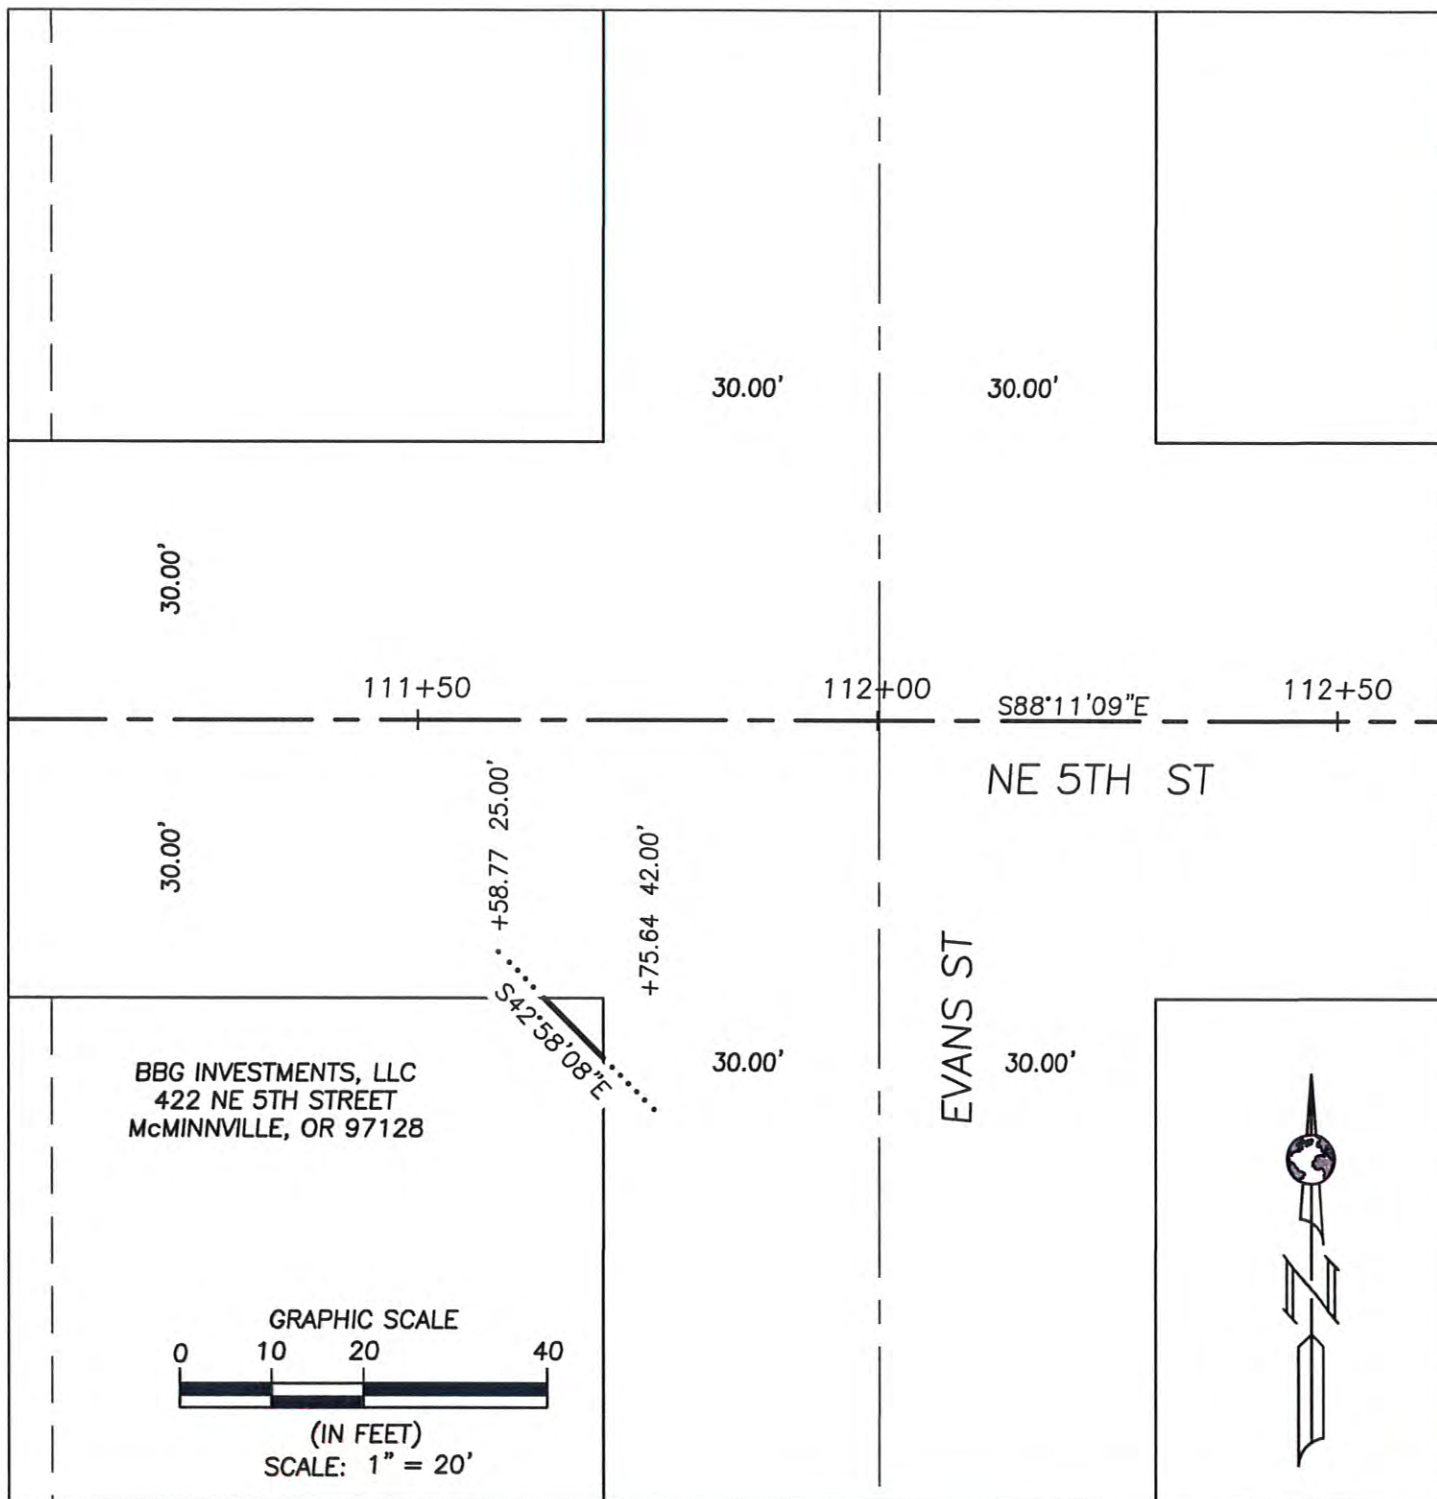 30.00'
30.00'
30.00'
111+50
112+00
S88°11'09"E
112+50
NE 5TH ST
30.00'
+58.77 25.00'
+75.64 42.00'
S42°58'08"E
EVANS ST
30.00'
30.00'
BBG INVESTMENTS, LLC
422 NE 5TH STREET
McMINNVILLE, OR 97128
N
GRAPHIC SCALE
0 10 20 40
(IN FEET)
SCALE: 1" = 20'